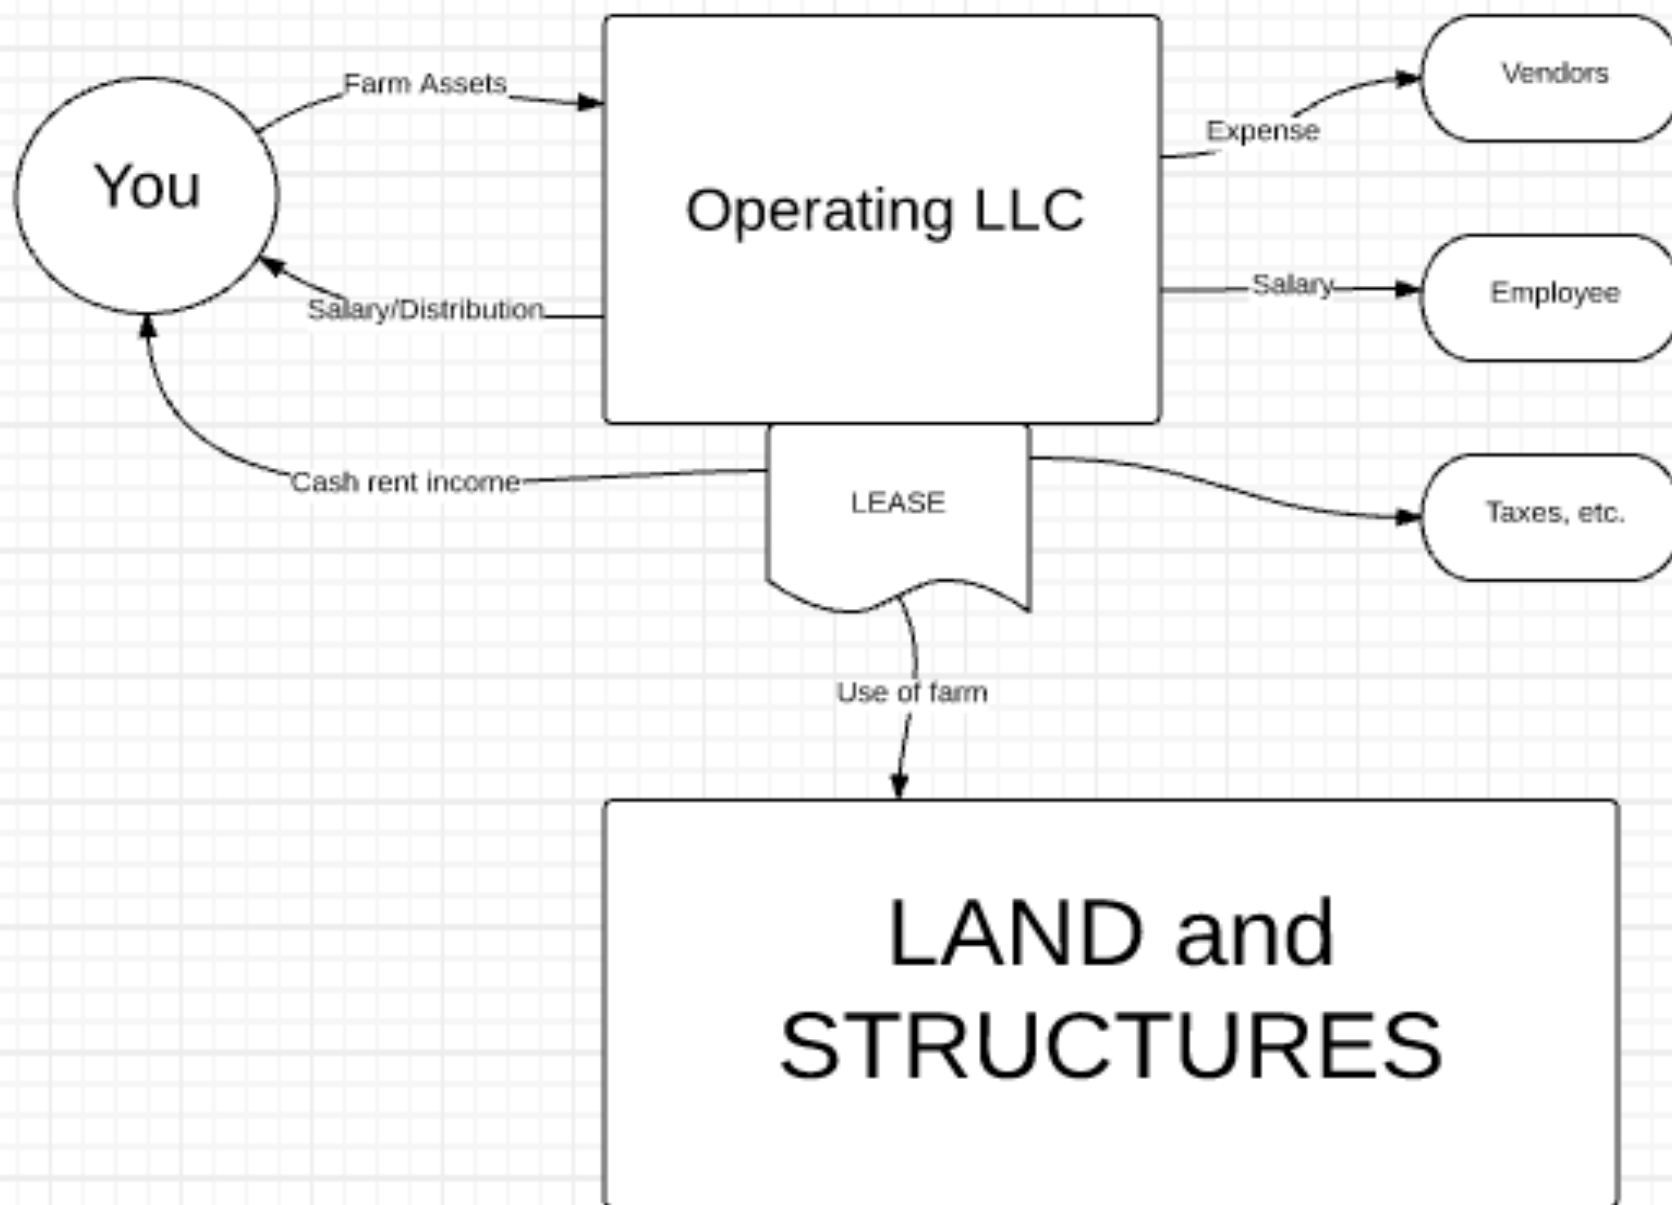 Farm Assets
Vendors
Expense
You
Operating LLC
Salary
Employee
Salary/Distribution
Cash rent income
LEASE
Taxes, etc.
Use of farm
LAND and
STRUCTURES